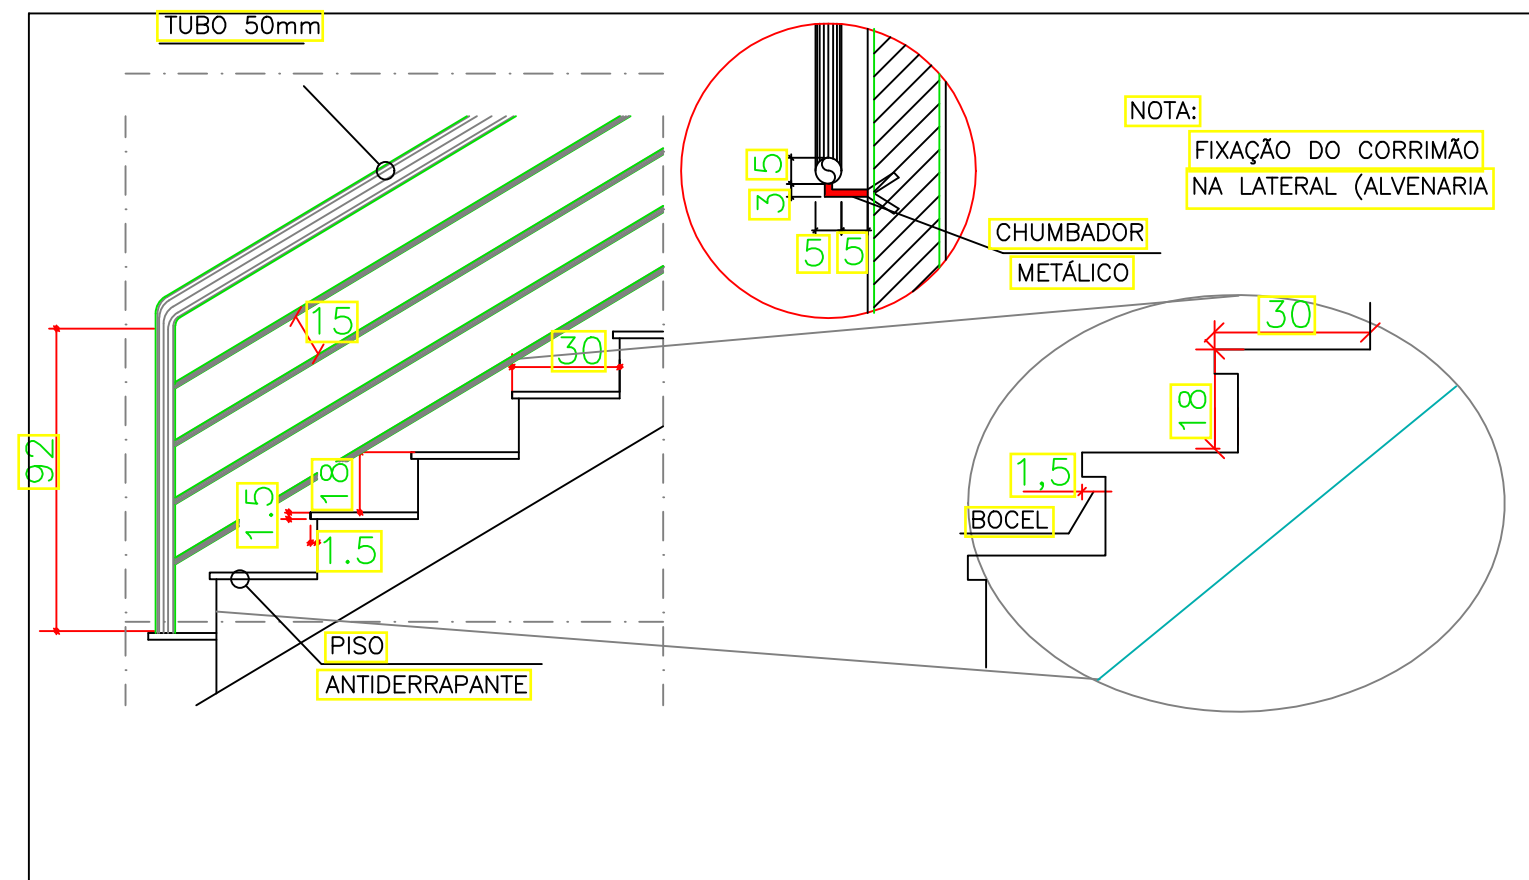 TUBO 50mm
NOTA:
FIXAÇÃO DO CORRIMÃO
NA LATERAL (ALVENARIA
5
3
CHUMBADOR
METÁLICO
5
5
15
30
30
18
92
18
1.5
1,5
BOCEL
1.5
PISO
ANTIDERRAPANTE